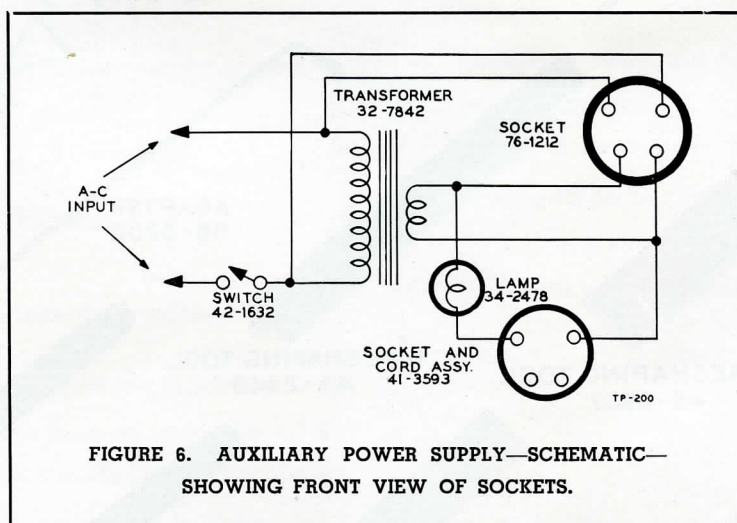 TRANSFORMER
32-7842
SOCKET
76-1212
A-C
INPUT
SWITCH
42-1632
LAMP
34-2478
SOCKET AND
CORD ASSY.
41-3593
TP-200
FIGURE 6. AUXILIARY POWER SUPPLY—SCHEMATIC—
SHOWING FRONT VIEW OF SOCKETS.